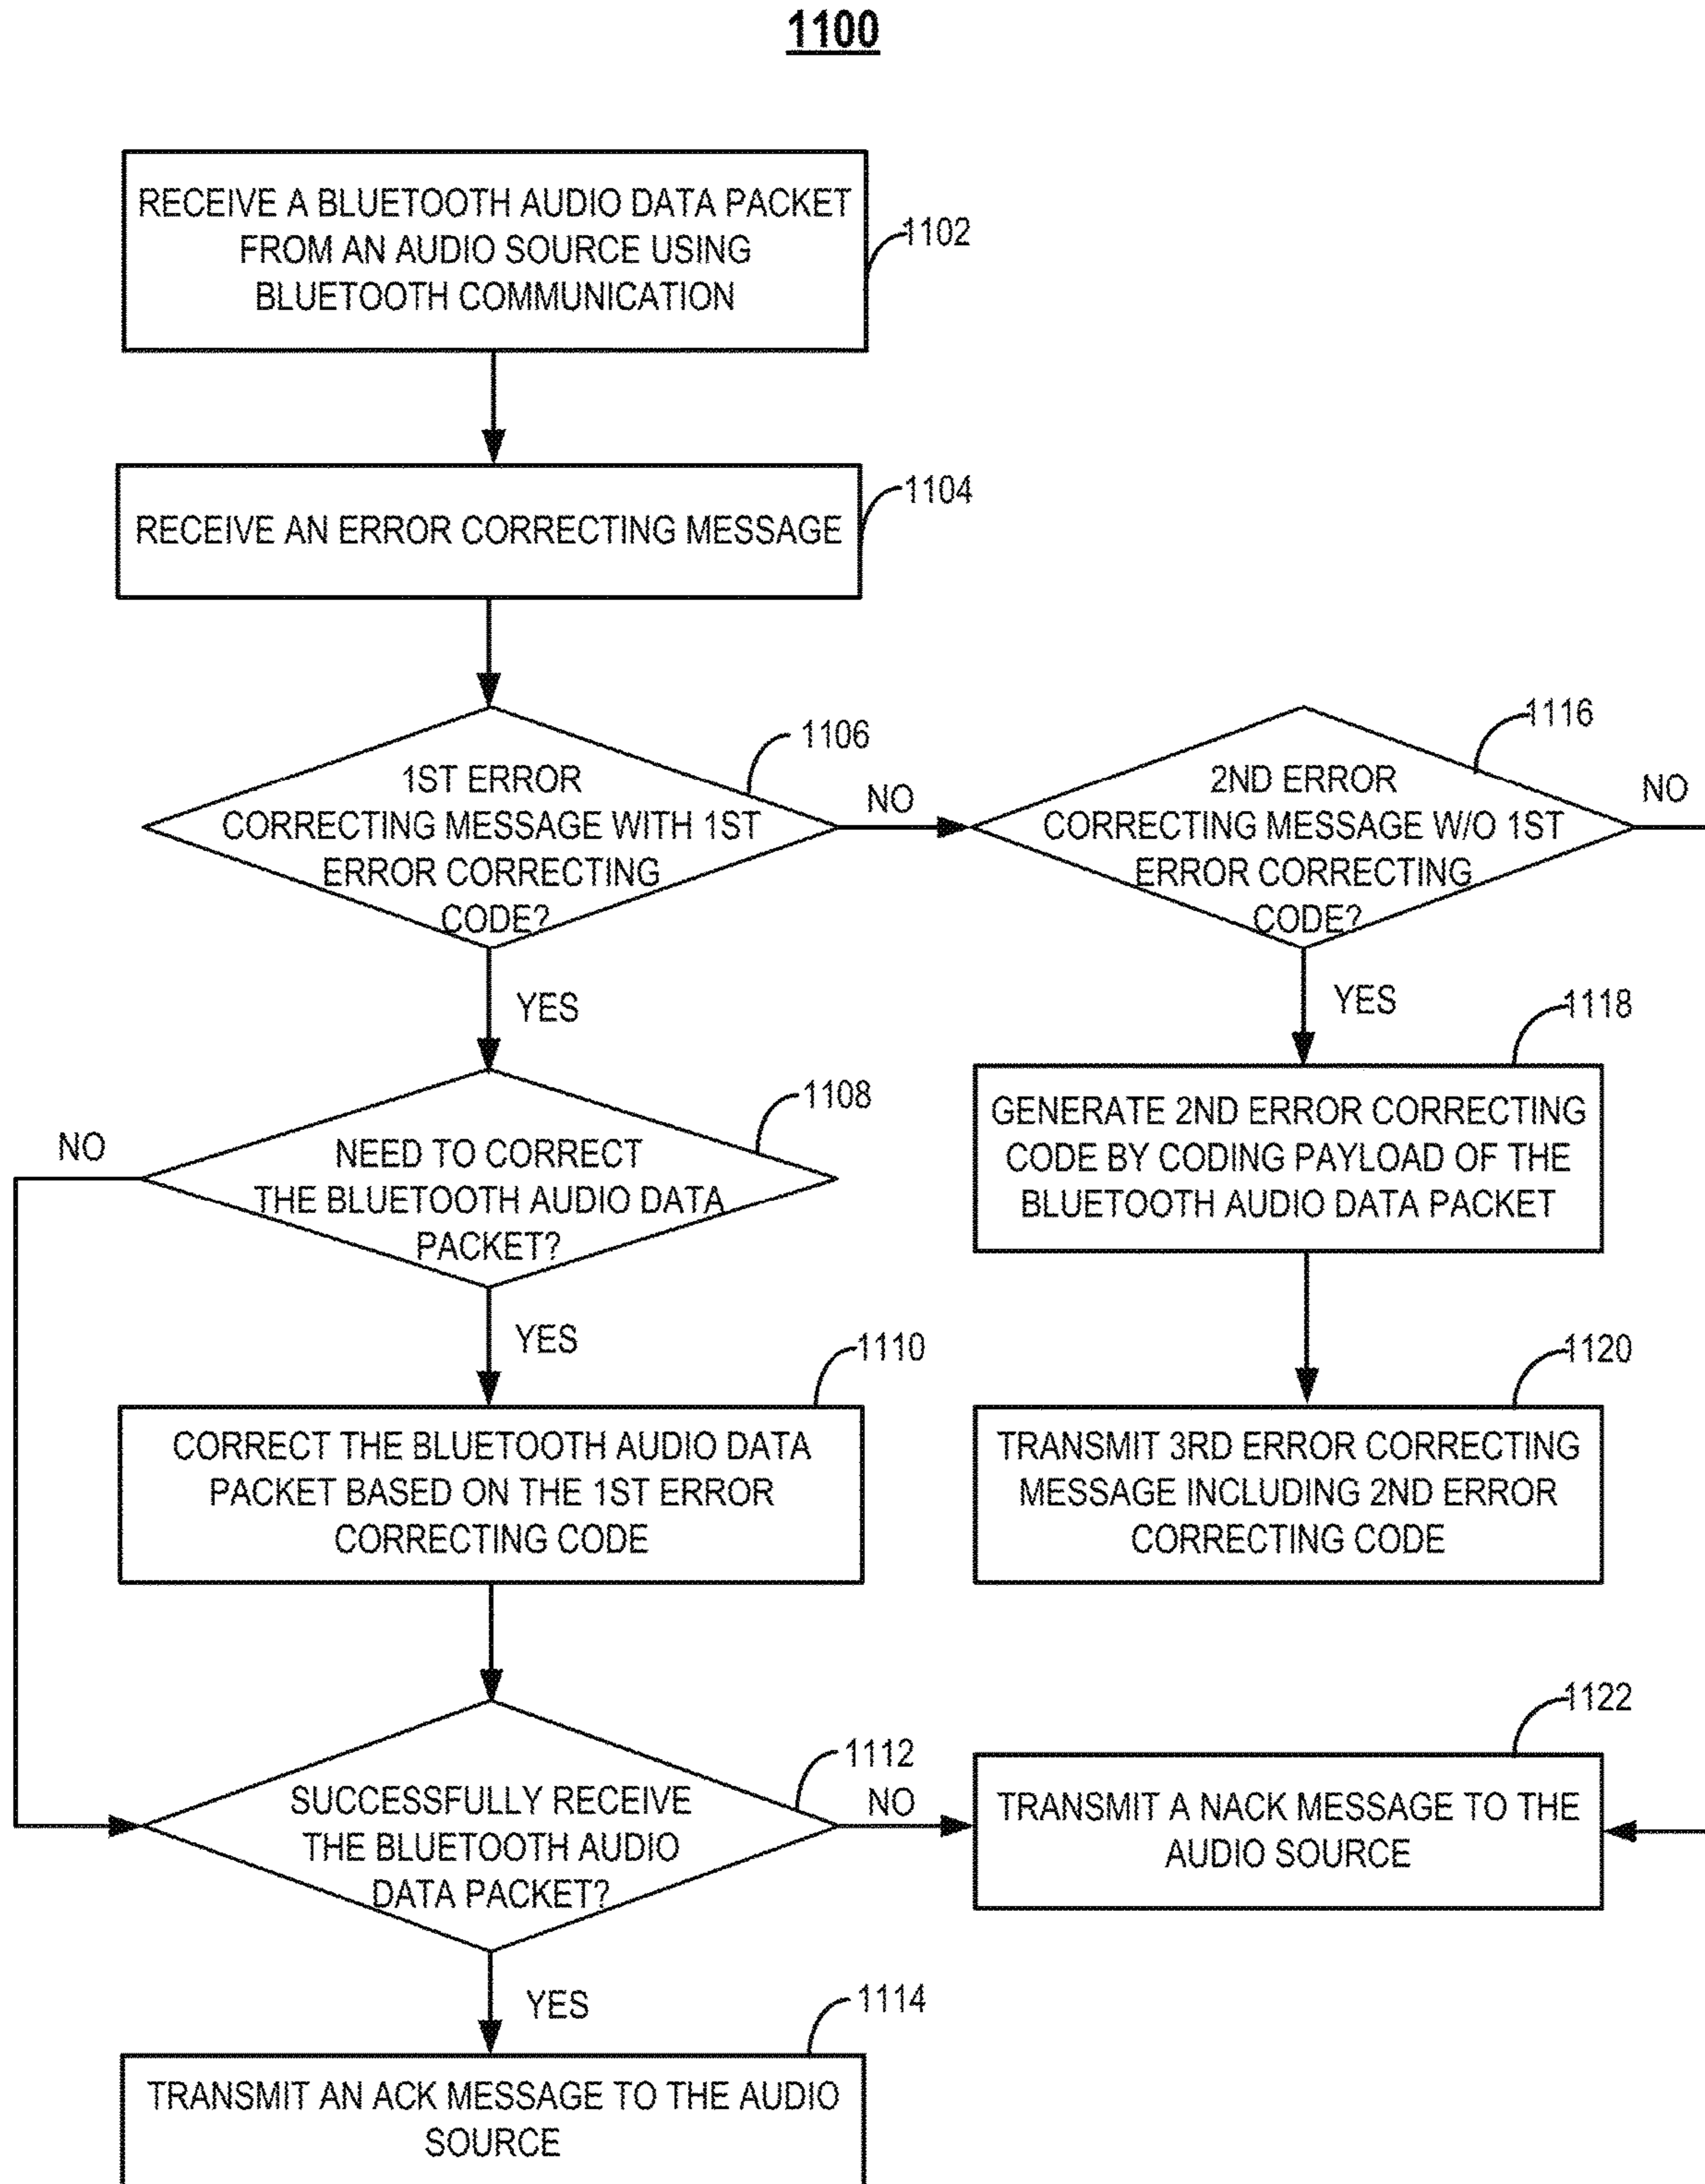 1100
RECEIVE A BLUETOOTH AUDIO DATA PACKET
FROM AN AUDIO SOURCE USING
BLUETOOTH COMMUNICATION
1102
RECEIVE AN ERROR CORRECTING MESSAGE
1104
1ST ERROR
CORRECTING MESSAGE WITH 1ST
ERROR CORRECTING
CODE?
1106
NO
YES
2ND ERROR
CORRECTING MESSAGE W/O 1ST
ERROR CORRECTING
CODE?
1116
NO
YES
NEED TO CORRECT
THE BLUETOOTH AUDIO DATA
PACKET?
1108
NO
YES
GENERATE 2ND ERROR CORRECTING
CODE BY CODING PAYLOAD OF THE
BLUETOOTH AUDIO DATA PACKET
1118
CORRECT THE BLUETOOTH AUDIO DATA
PACKET BASED ON THE 1ST ERROR
CORRECTING CODE
1110
TRANSMIT 3RD ERROR CORRECTING
MESSAGE INCLUDING 2ND ERROR
CORRECTING CODE
1120
SUCCESSFULLY RECEIVE
THE BLUETOOTH AUDIO
DATA PACKET?
1112
NO
YES
TRANSMIT A NACK MESSAGE TO THE
AUDIO SOURCE
1122
TRANSMIT AN ACK MESSAGE TO THE AUDIO
SOURCE
1114